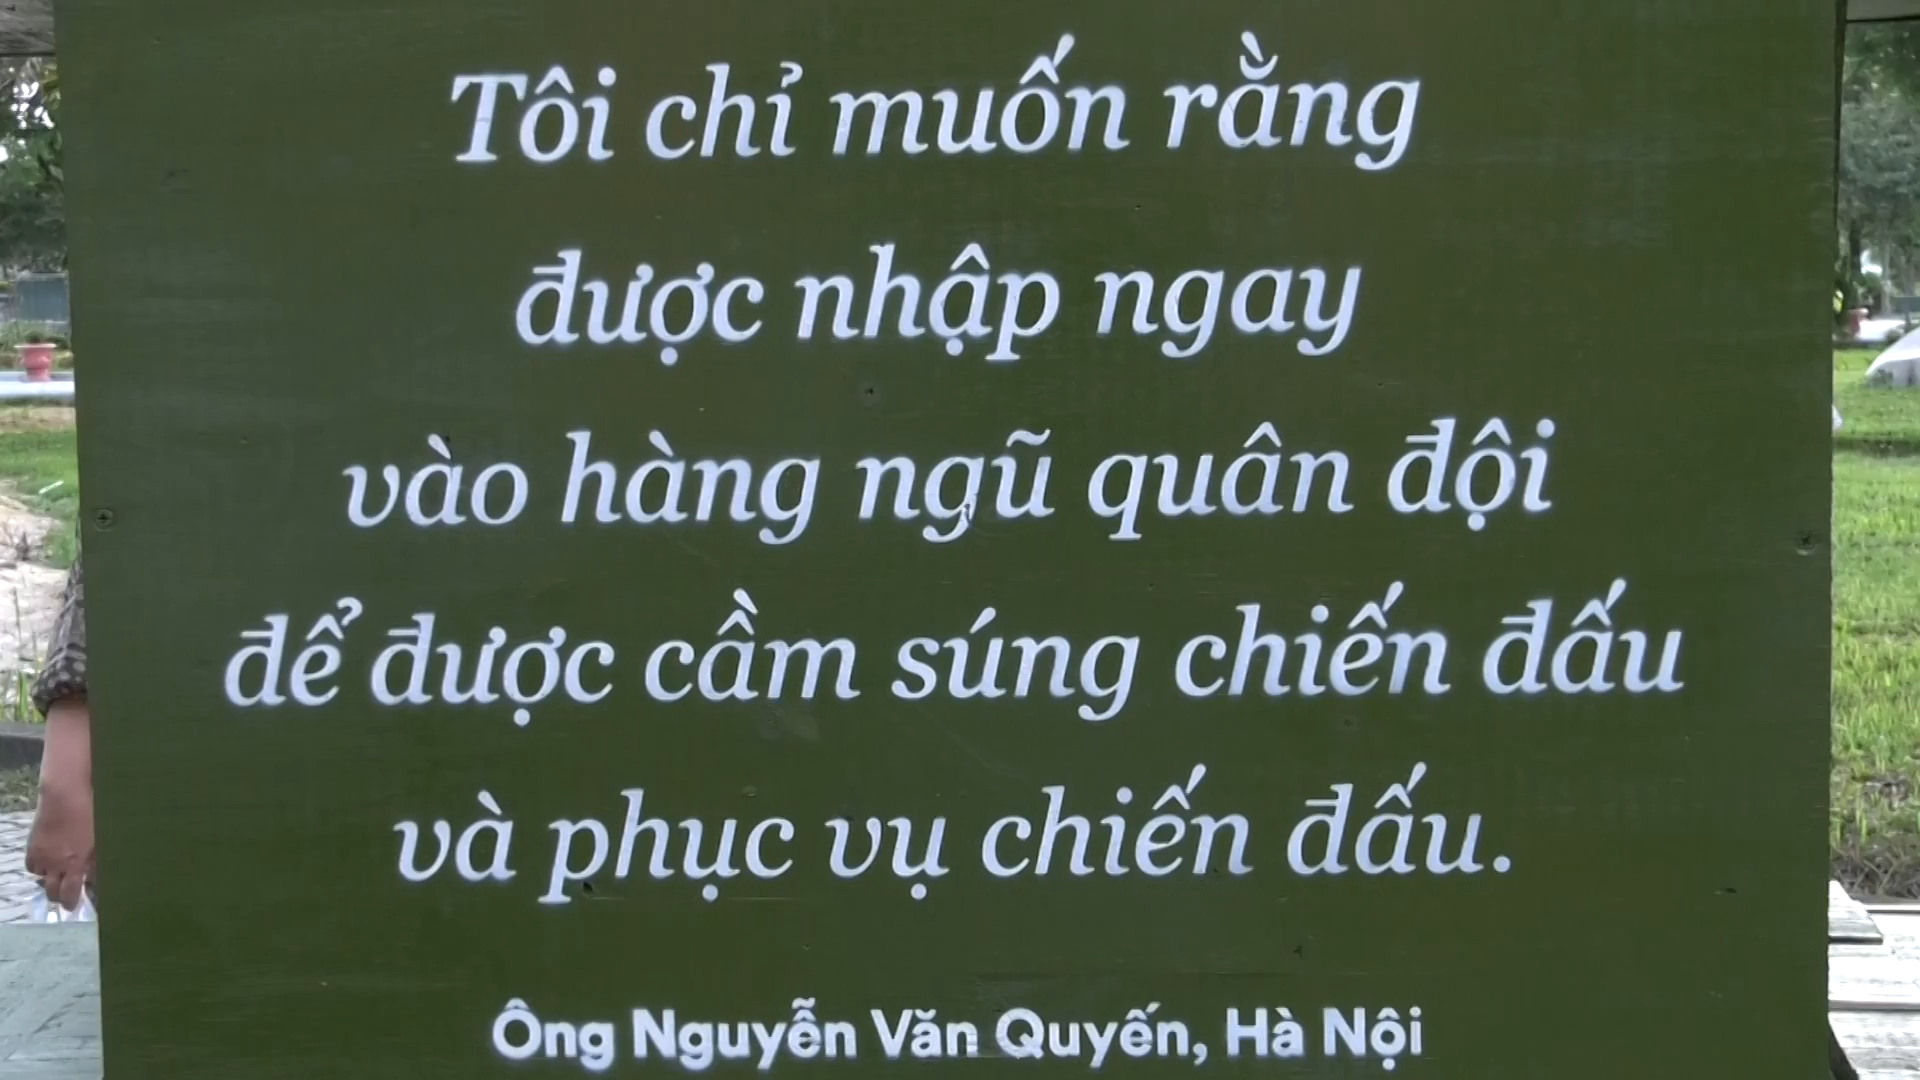 Tôi chỉ muốn rằng
được nhập ngay
vào hàng ngũ quân đội
để được cầm súng chiến đấu
và phục vụ chiến đấu.
Ông Nguyễn Văn Quyến, Hà Nội